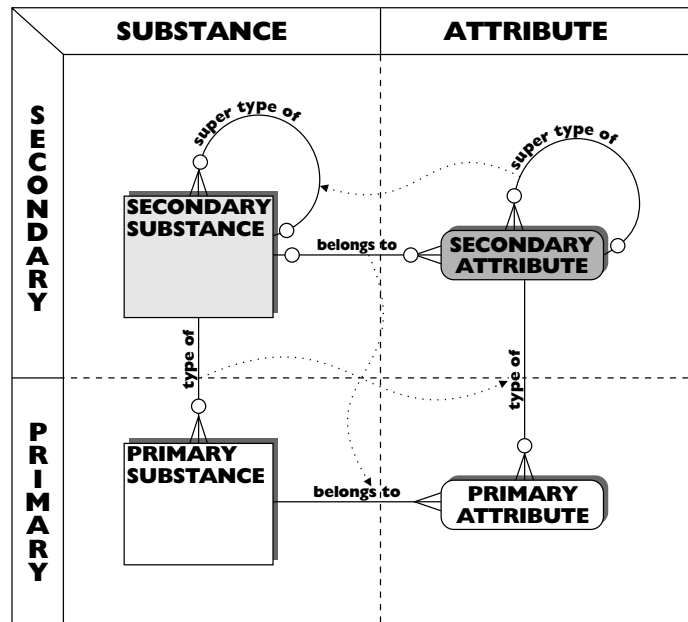 SUBSTANCE
ATTRIBUTE
SECONDARY
super type of
super type of
SECONDARY
SUBSTANCE
belongs to
SECONDARY
ATTRIBUTE
type of
type of
PRIMARY
PRIMARY
SUBSTANCE
belongs to
PRIMARY
ATTRIBUTE